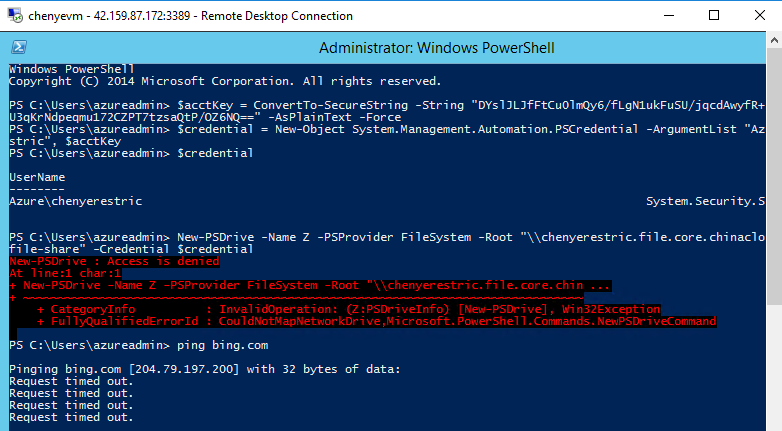 chenyevm - 42.159.87.172:3389 - Remote Desktop Connection
Administrator: Windows PowerShell
Windows PowerShell
Copyright (C) 2014 Microsoft Corporation. All rights reserved.
PS C:\Users\azureadmin> $acctKey = ConvertTo-SecureString -String "DYslJLJfFtCuOlmQy6/fLgN1ukFuSU/jqcdAwyfR+
U3qKrNdpeqmu172CZPT7tzsaQtP/OZ6NQ==" -AsPlainText -Force
PS C:\Users\azureadmin> $credential = New-Object System.Management.Automation.PSCredential -ArgumentList "Az
stric", $acctKey
PS C:\Users\azureadmin> $credential
UserName
--------
Azure\chenyerestric System.Security.S
PS C:\Users\azureadmin> New-PSDrive -Name Z -PSProvider FileSystem -Root "\\chenyerestric.file.core.chinaclo
file-share" -Credential $credential
New-PSDrive : Access is denied
At line:1 char:1
+ New-PSDrive -Name Z -PSProvider FileSystem -Root "\\chenyerestric.file.core.chin ...
+ ~~~~~~~~~~~~~~~~~~~~~~~~~~~~~~~~~~~~~~~~~~~~~~~~~~~~~~~~~~~~~~~~~~~~~~~~~~~~~~~~
+ CategoryInfo : InvalidOperation: (Z:PSDriveInfo) [New-PSDrive], Win32Exception
+ FullyQualifiedErrorId : CouldNotMapNetworkDrive,Microsoft.PowerShell.Commands.NewPSDriveCommand
PS C:\Users\azureadmin> ping bing.com
Pinging bing.com [204.79.197.200] with 32 bytes of data:
Request timed out.
Request timed out.
Request timed out.
Request timed out.